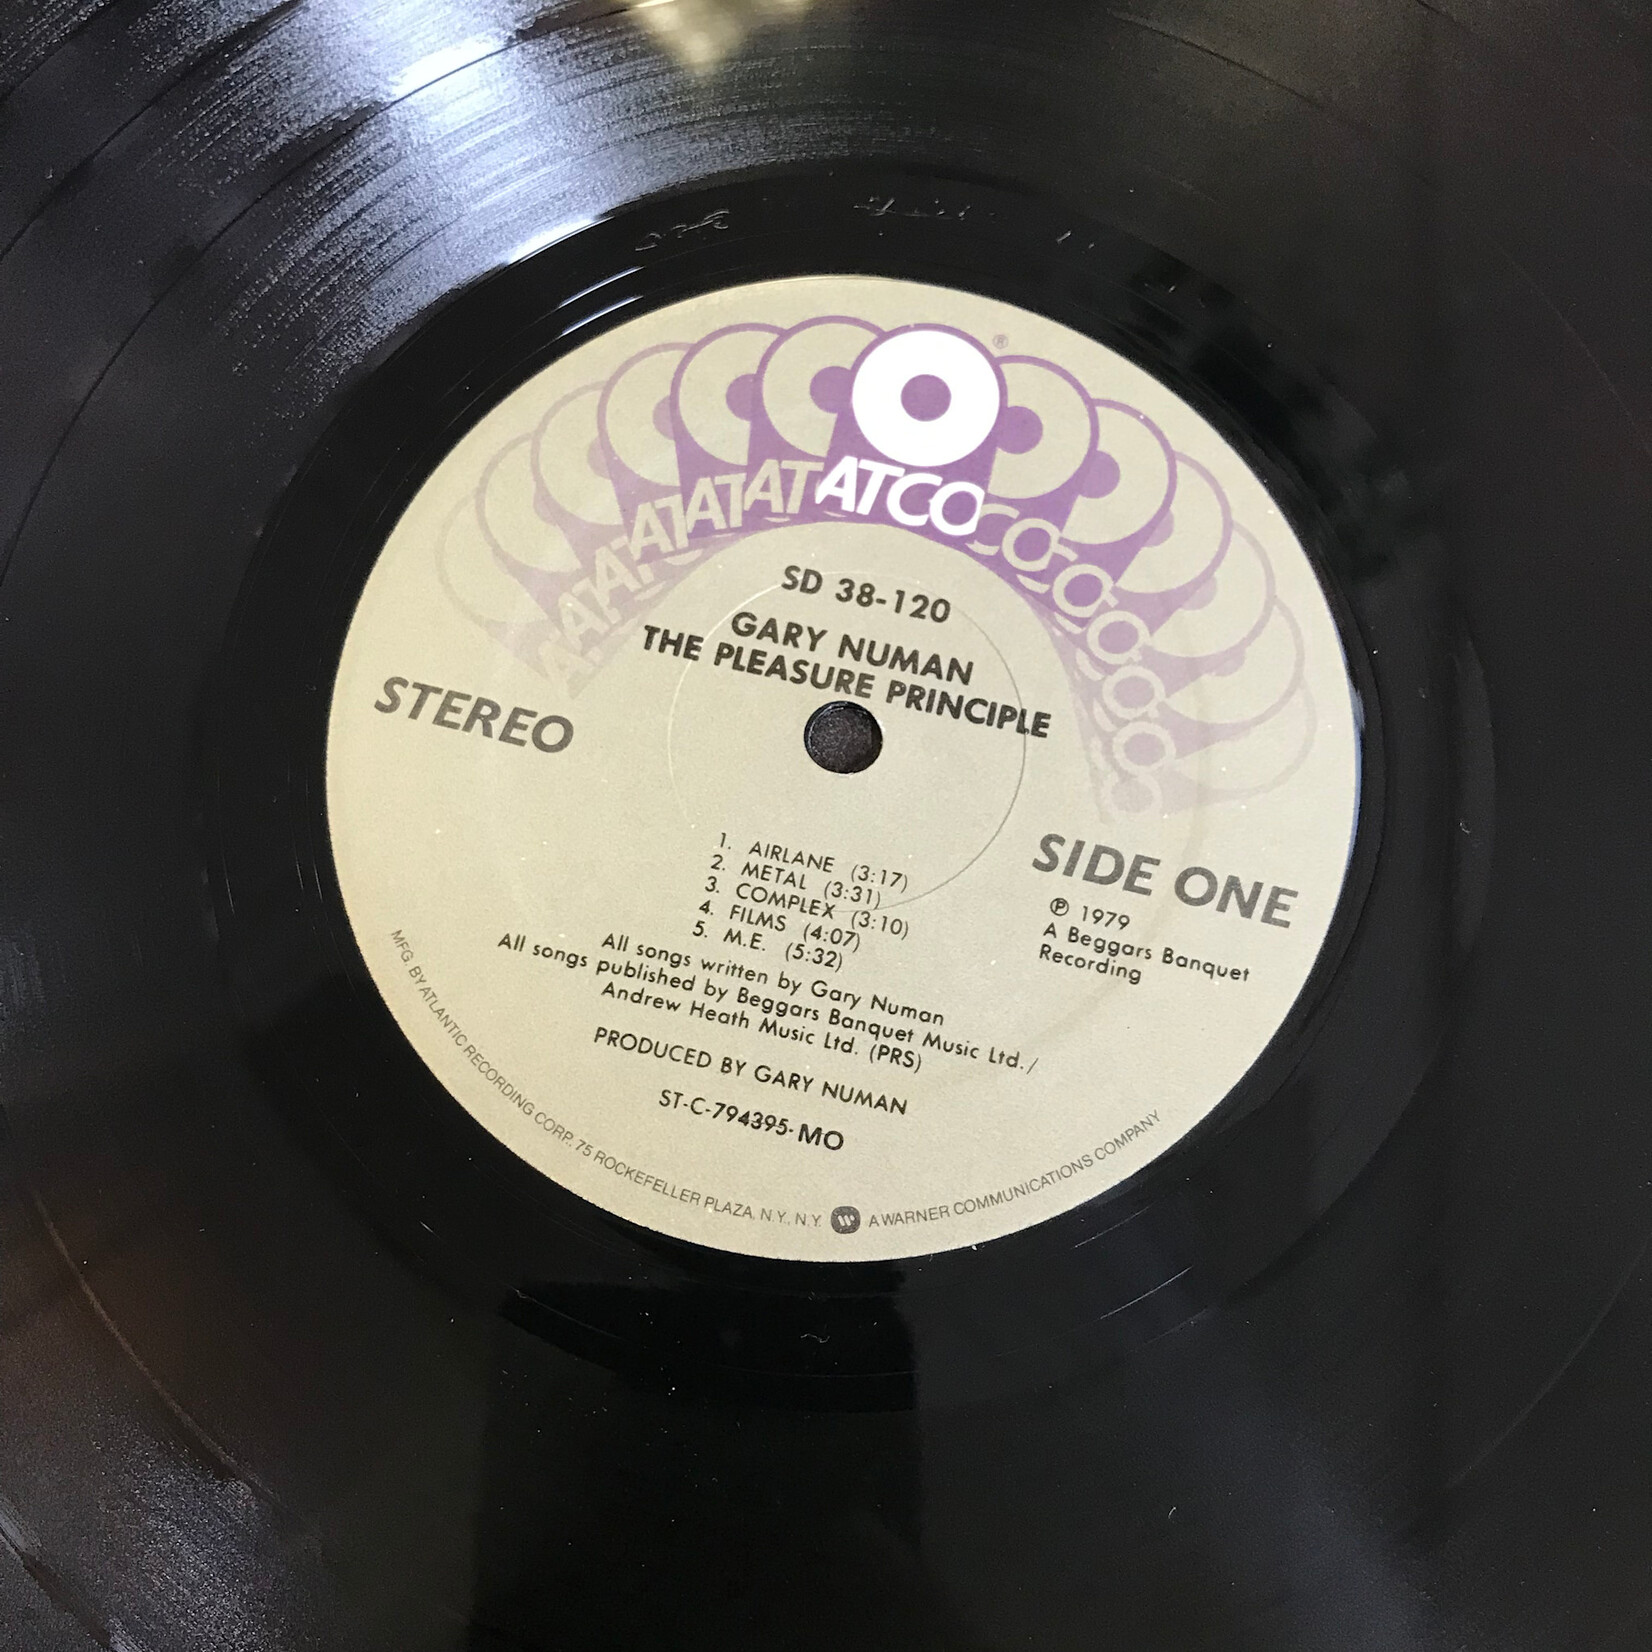 ®
ATCO
SD 38-120
GARY NUMAN
THE PLEASURE PRINCIPLE
STEREO
SIDE ONE
℗ 1979
A Beggars Banquet
Recording
1. AIRLANE (3:17)
2. METAL (3:31)
3. COMPLEX (3:10)
4. FILMS (4:07)
5. M.E. (5:32)
All songs written by Gary Numan
All songs published by Beggars Banquet Music Ltd./
Andrew Heath Music Ltd. (PRS)
PRODUCED BY GARY NUMAN
ST-C-794395-MO
MFG. BY ATLANTIC RECORDING CORP., 75 ROCKEFELLER PLAZA, N.Y., N.Y. A WARNER COMMUNICATIONS COMPANY